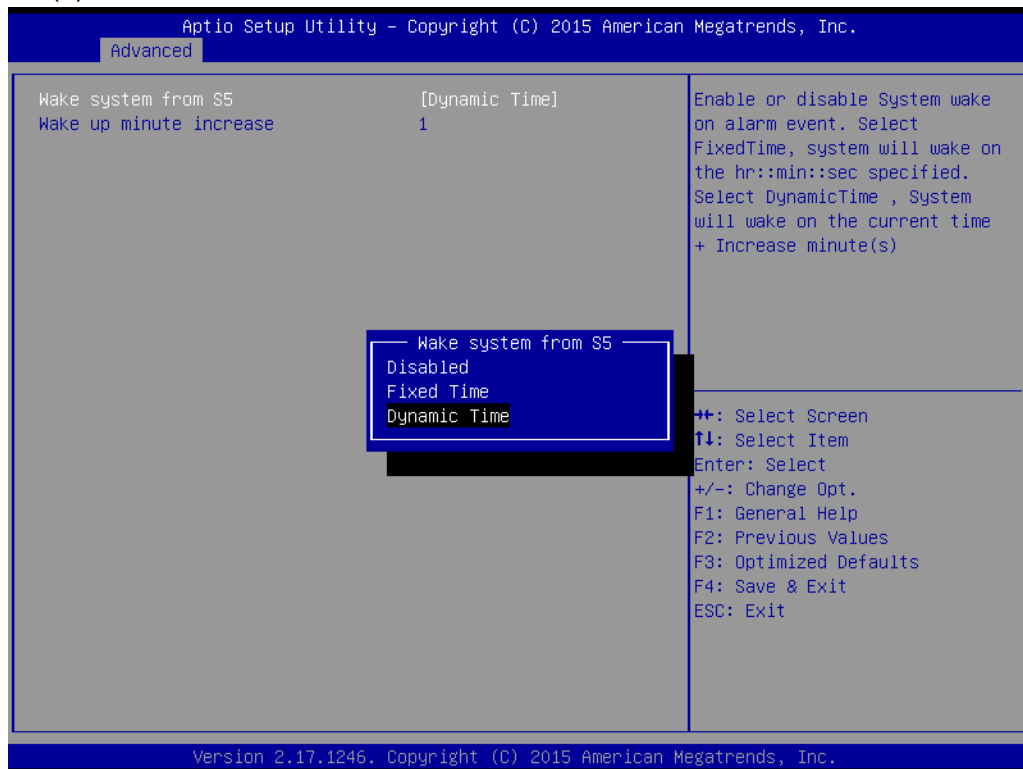 Aptio Setup Utility – Copyright (C) 2015 American Megatrends, Inc.
Advanced
Wake system from S5 [Dynamic Time]
Wake up minute increase 1
Enable or disable System wake
on alarm event. Select
FixedTime, system will wake on
the hr::min::sec specified.
Select DynamicTime , System
will wake on the current time
+ Increase minute(s)
Wake system from S5
Disabled
Fixed Time
Dynamic Time
→←: Select Screen
↑↓: Select Item
Enter: Select
+/-: Change Opt.
F1: General Help
F2: Previous Values
F3: Optimized Defaults
F4: Save & Exit
ESC: Exit
Version 2.17.1246. Copyright (C) 2015 American Megatrends, Inc.